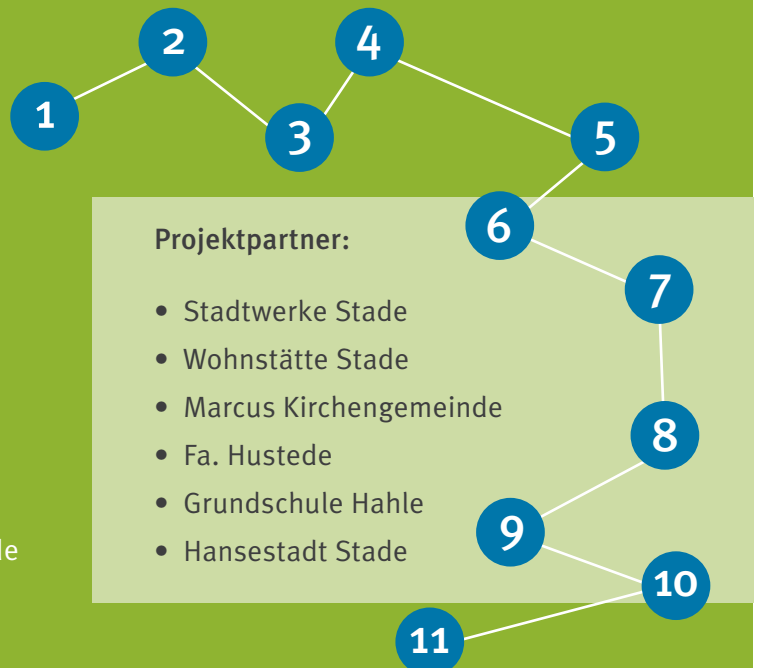 1
2
3
4
5
6
7
8
9
10
11
Projektpartner:
• Stadtwerke Stade
• Wohnstätte Stade
• Marcus Kirchengemeinde
• Fa. Hustede
• Grundschule Hahle
• Hansestadt Stade